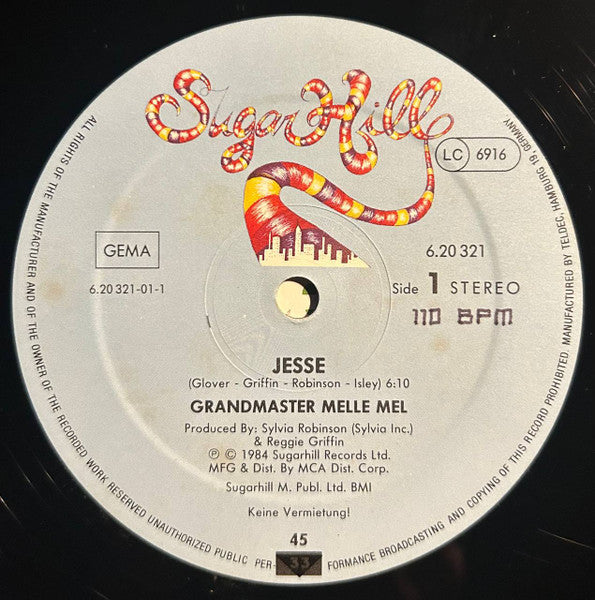 Sugar Hill
LC 6916
GEMA
6.20 321
6.20 321-01-1
Side 1 STEREO
110 BPM
JESSE
(Glover - Griffin - Robinson - Isley) 6:10
GRANDMASTER MELLE MEL
Produced By: Sylvia Robinson (Sylvia Inc.)
& Reggie Griffin
Ⓟ © 1984 Sugarhill Records Ltd.
MFG & Dist. By MCA Dist. Corp.
Sugarhill M. Publ. Ltd. BMI
Keine Vermietung!
45
33
ALL RIGHTS OF THE MANUFACTURER AND OF THE OWNER OF THE RECORDED WORK RESERVED UNAUTHORIZED PUBLIC PER- FORMANCE BROADCASTING AND COPYING OF THIS RECORD PROHIBITED. MANUFACTURED BY TELDEC, HAMBURG 19, GERMANY